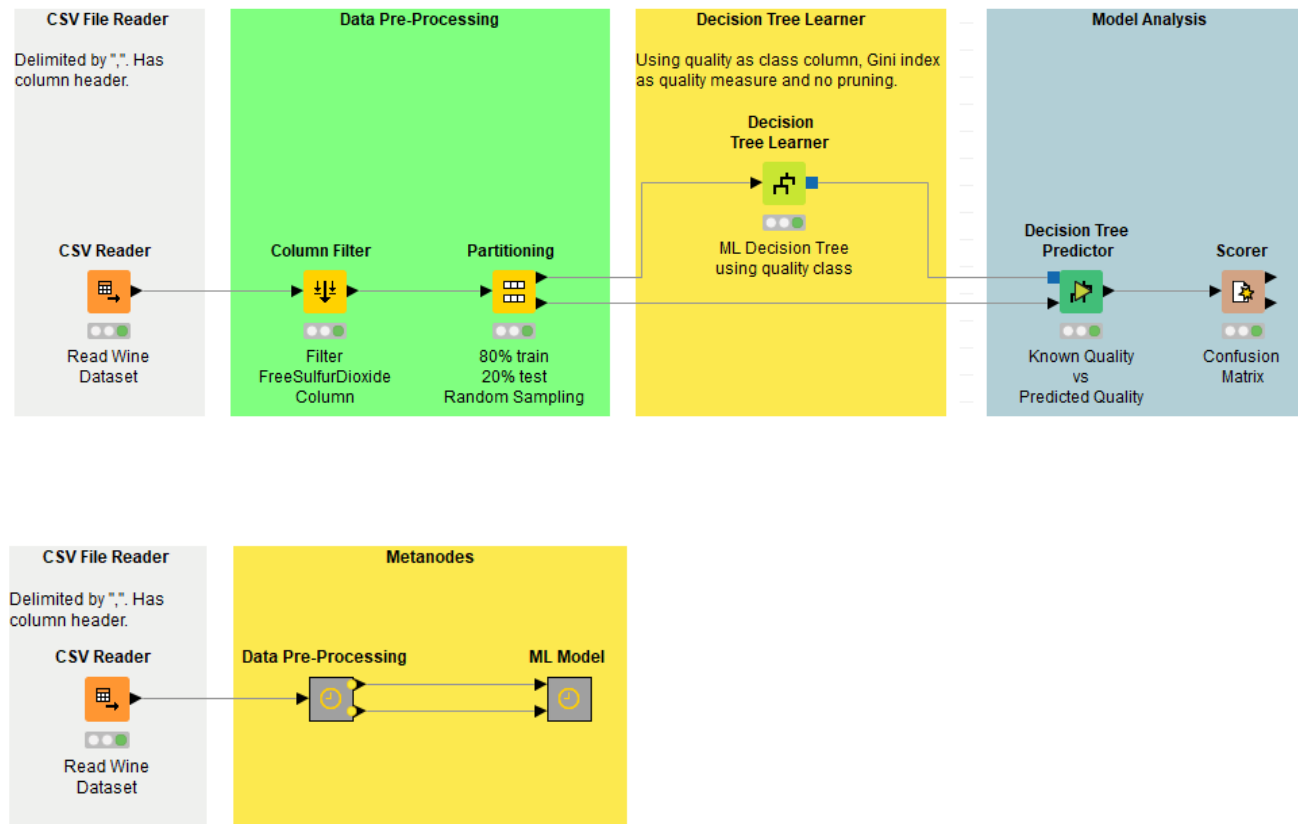 CSV File Reader
Delimited by ",". Has
column header.
CSV Reader
Read Wine
Dataset
Data Pre-Processing
Column Filter
Filter
FreeSulfurDioxide
Column
Partitioning
80% train
20% test
Random Sampling
Decision Tree Learner
Using quality as class column, Gini index
as quality measure and no pruning.
Decision
Tree Learner
ML Decision Tree
using quality class
Model Analysis
Decision Tree
Predictor
Known Quality
vs
Predicted Quality
Scorer
Confusion
Matrix
CSV File Reader
Delimited by ",". Has
column header.
CSV Reader
Read Wine
Dataset
Metanodes
Data Pre-Processing
ML Model